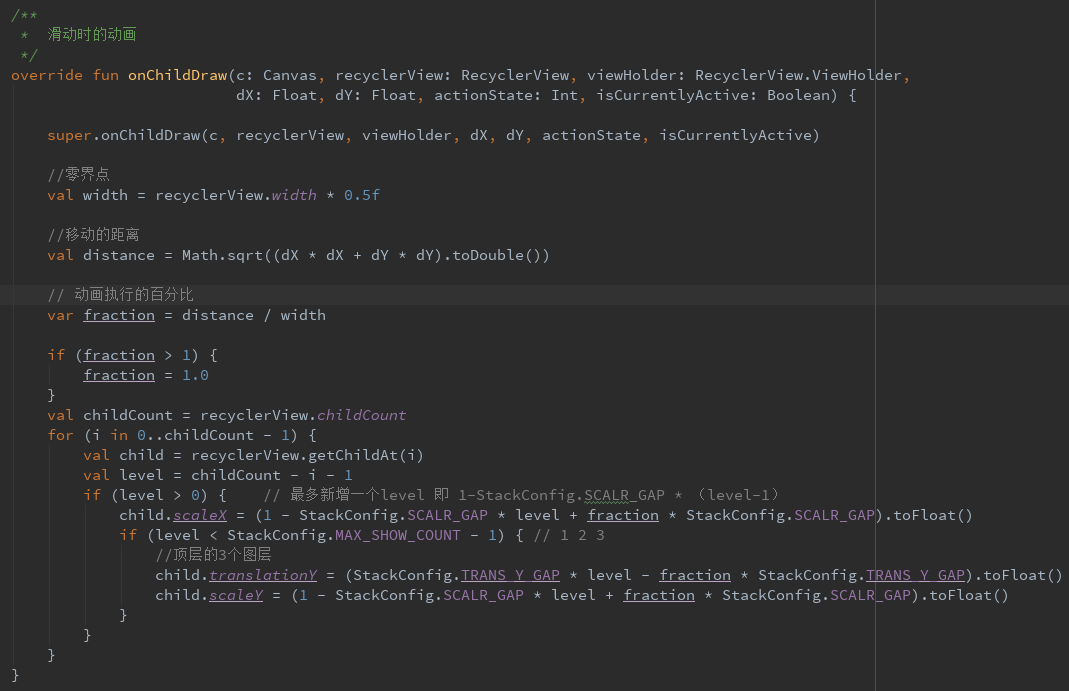 /**
 *  滑动时的动画
 */
override fun onChildDraw(c: Canvas, recyclerView: RecyclerView, viewHolder: RecyclerView.ViewHolder,
                         dX: Float, dY: Float, actionState: Int, isCurrentlyActive: Boolean) {
    super.onChildDraw(c, recyclerView, viewHolder, dX, dY, actionState, isCurrentlyActive)
    //零界点
    val width = recyclerView.width * 0.5f
    //移动的距离
    val distance = Math.sqrt((dX * dX + dY * dY).toDouble())
    // 动画执行的百分比
    var fraction = distance / width
    if (fraction > 1) {
        fraction = 1.0
    }
    val childCount = recyclerView.childCount
    for (i in 0..childCount - 1) {
        val child = recyclerView.getChildAt(i)
        val level = childCount - i - 1
        if (level > 0) {    // 最多新增一个level 即 1-StackConfig.SCALR_GAP * （level-1）
            child.scaleX = (1 - StackConfig.SCALR_GAP * level + fraction * StackConfig.SCALR_GAP).toFloat()
            if (level < StackConfig.MAX_SHOW_COUNT - 1) { // 1 2 3
                //顶层的3个图层
                child.translationY = (StackConfig.TRANS_Y_GAP * level - fraction * StackConfig.TRANS_Y_GAP).toFloat()
                child.scaleY = (1 - StackConfig.SCALR_GAP * level + fraction * StackConfig.SCALR_GAP).toFloat()
            }
        }
    }
}